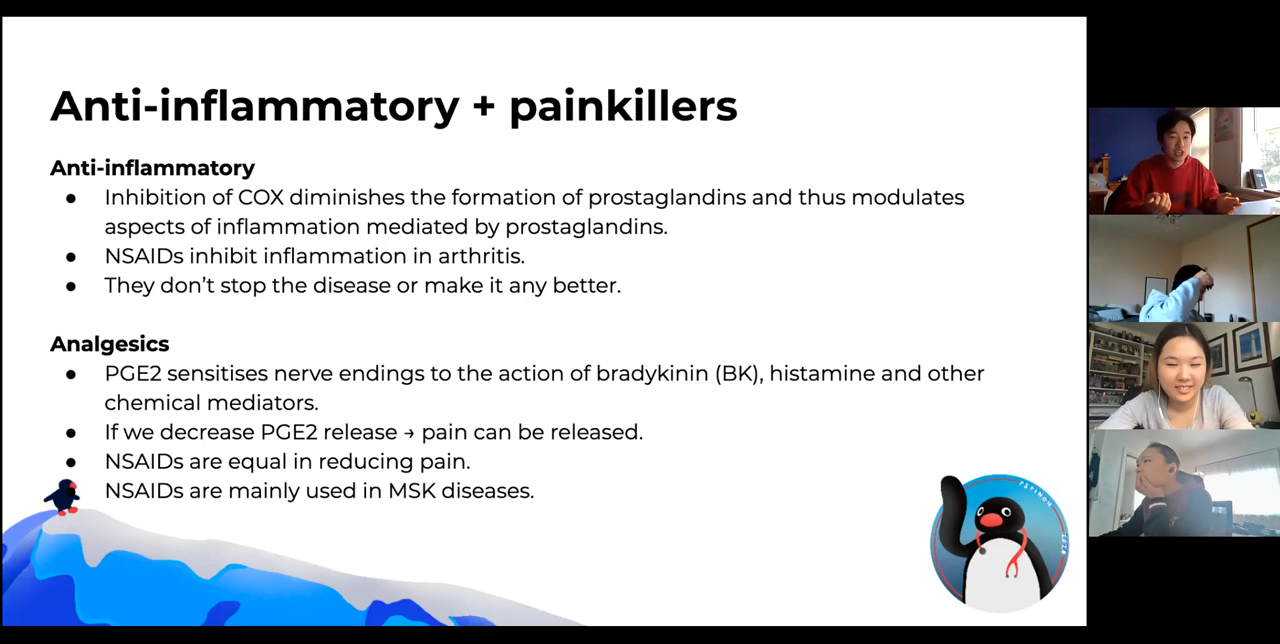 Anti-inflammatory + painkillers
Anti-inflammatory
● Inhibition of COX diminishes the formation of prostaglandins and thus modulates
aspects of inflammation mediated by prostaglandins.
● NSAIDs inhibit inflammation in arthritis.
● They don’t stop the disease or make it any better.
Analgesics
● PGE2 sensitises nerve endings to the action of bradykinin (BK), histamine and other
chemical mediators.
● If we decrease PGE2 release → pain can be released.
● NSAIDs are equal in reducing pain.
NSAIDs are mainly used in MSK diseases.